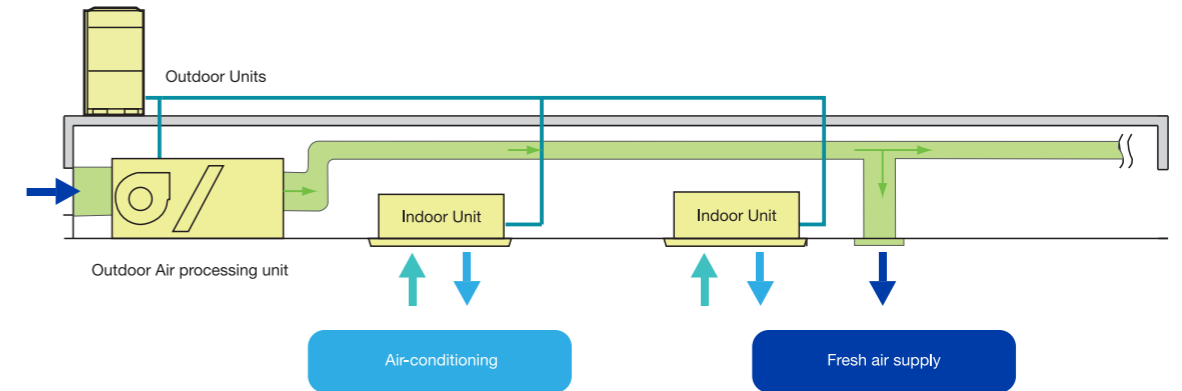 Outdoor Units
Indoor Unit
Indoor Unit
Outdoor Air processing unit
Air-conditioning
Fresh air supply